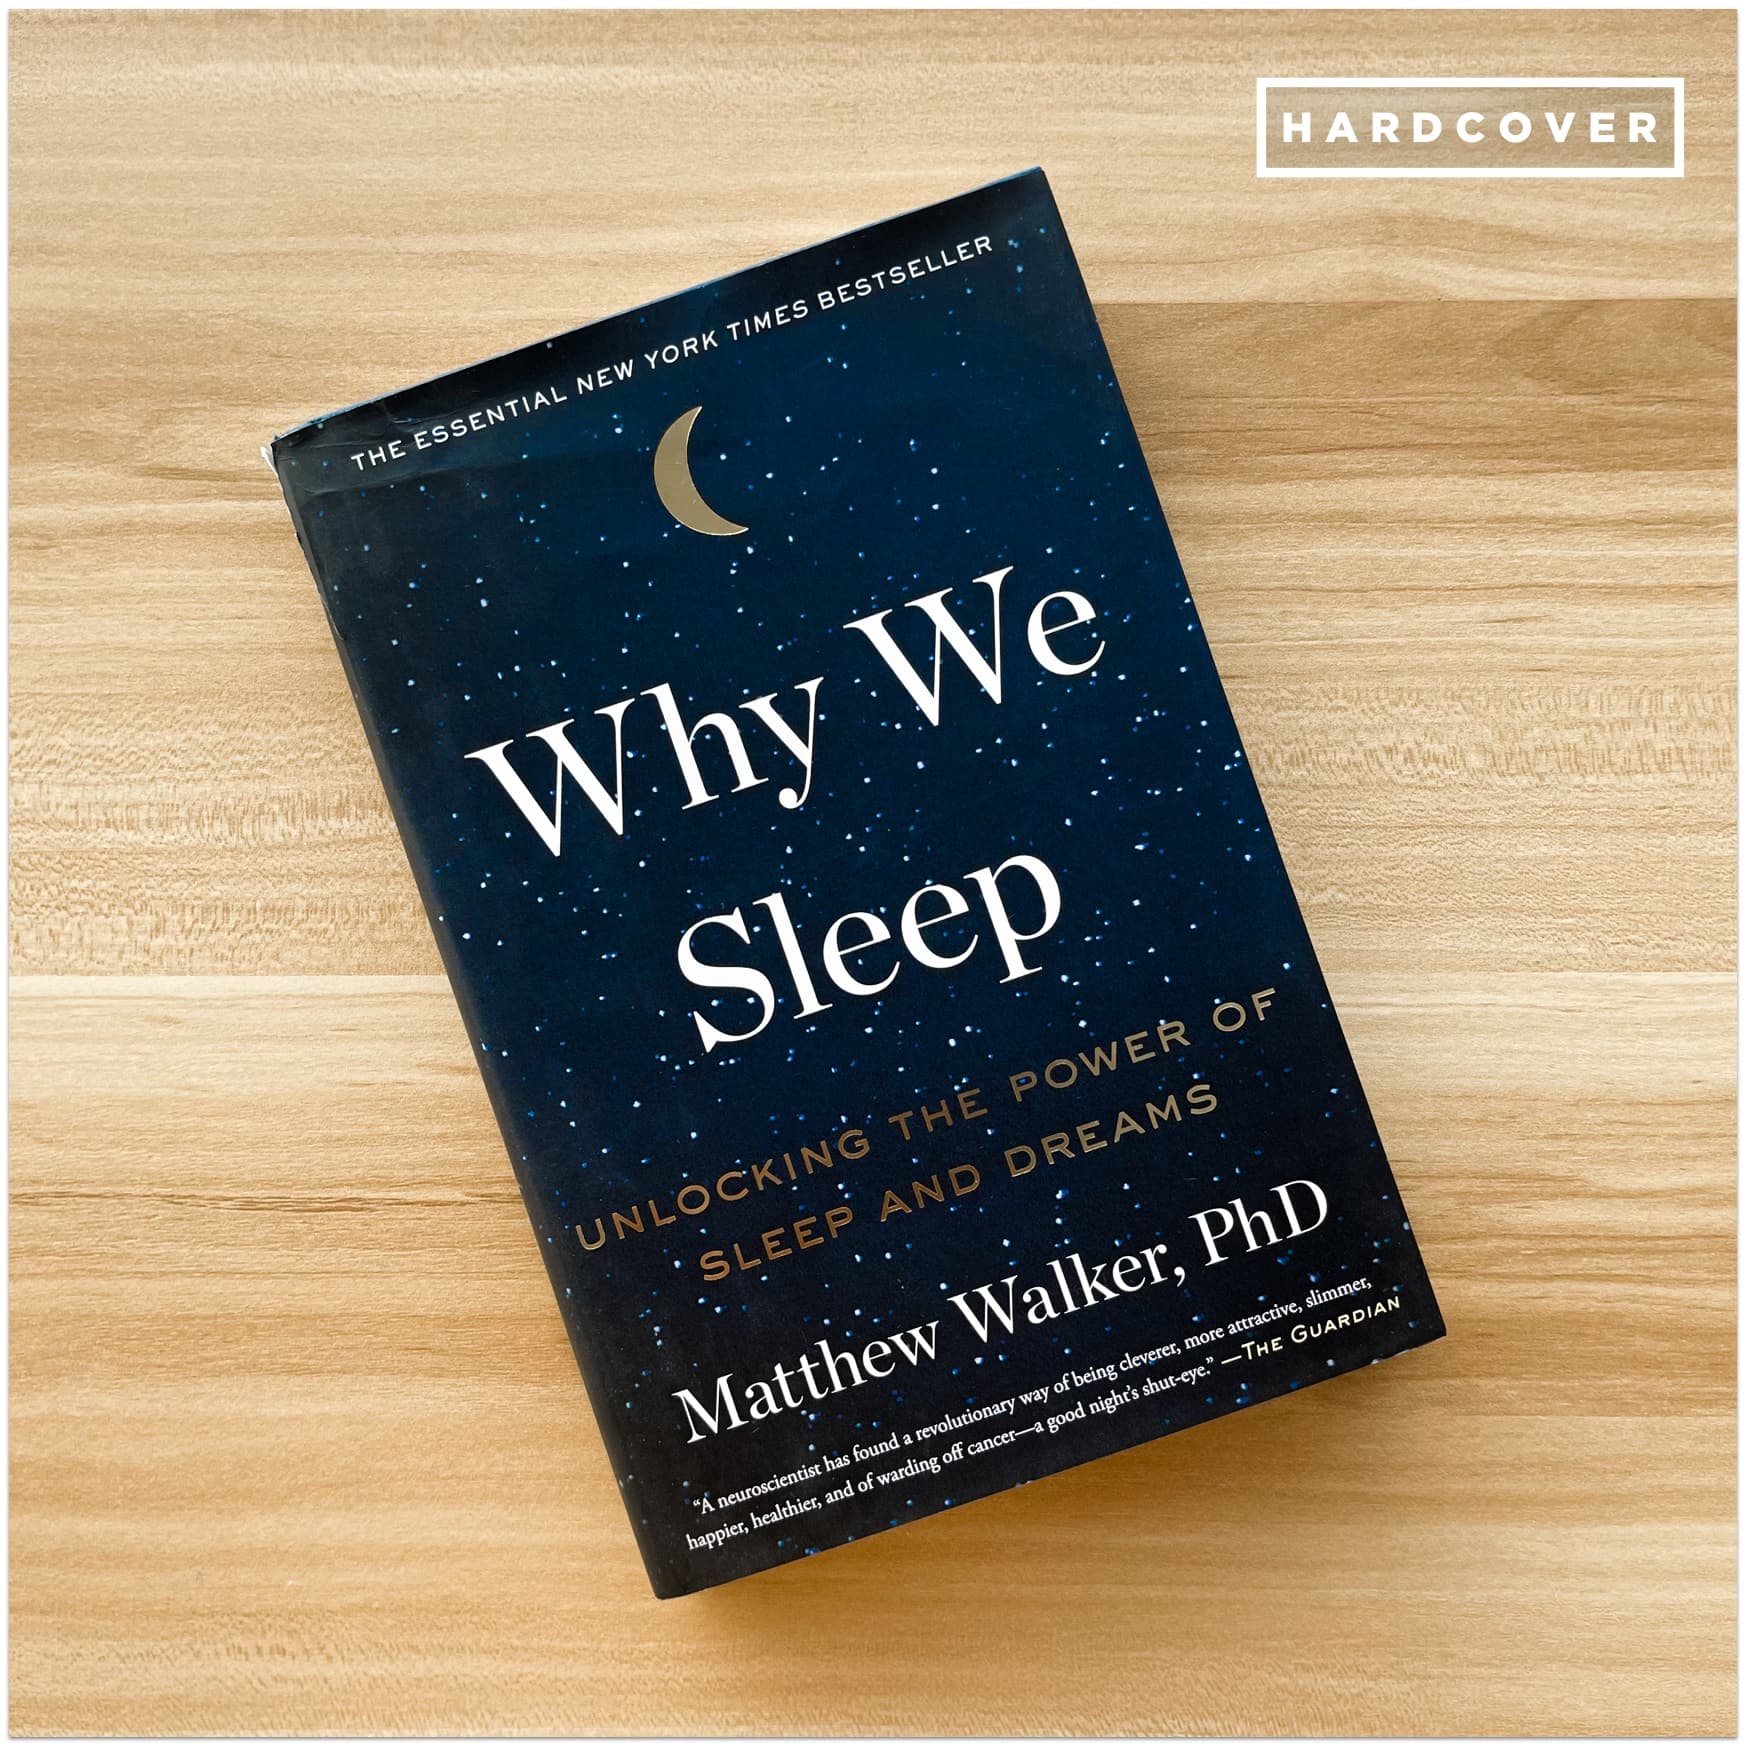 HARDCOVER
THE ESSENTIAL NEW YORK TIMES BESTSELLER
Why We
Sleep
UNLOCKING THE POWER OF
SLEEP AND DREAMS
Matthew Walker, PhD
“A neuroscientist has found a revolutionary way of being cleverer, more attractive, slimmer,
happier, healthier, and of warding off cancer—a good night’s shut-eye.” —THE GUARDIAN